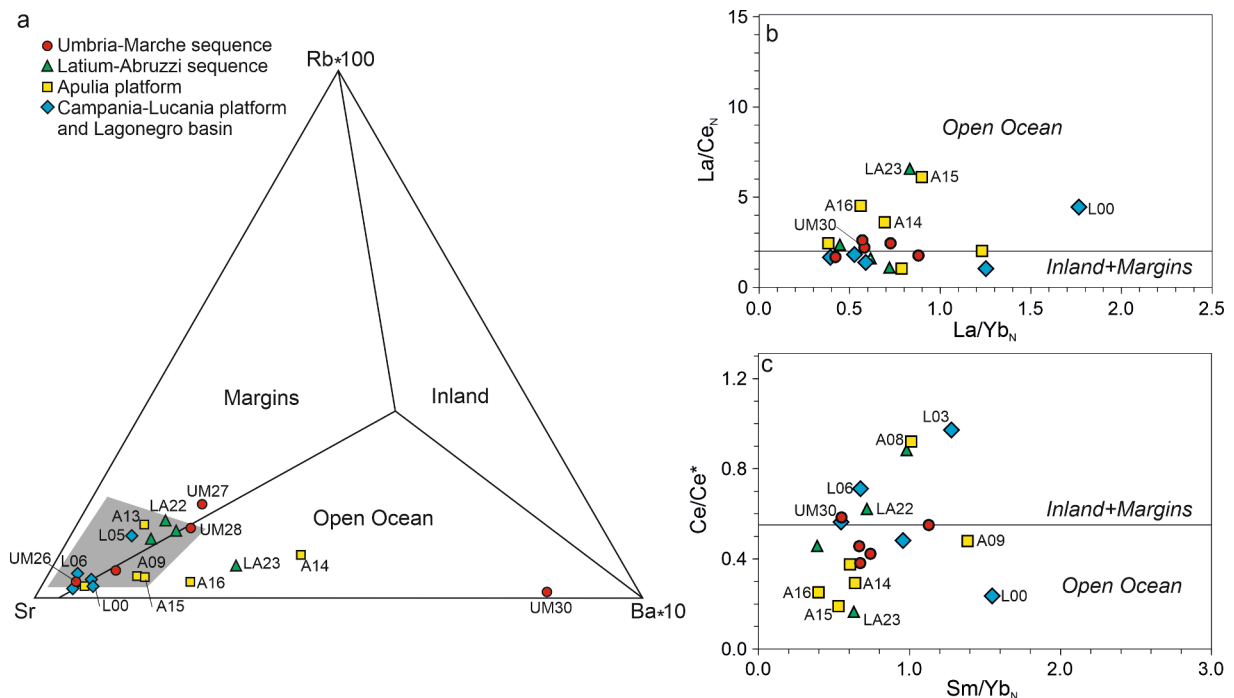 a
Umbria-Marche sequence
Latium-Abruzzi sequence
Apulia platform
Campania-Lucania platform
and Lagonegro basin
Rb*100
Margins
Inland
Open Ocean
LA22
UM27
A13
UM28
L05
UM26
L06
A09
LA23
A14
A16
L00
A15
UM30
Sr
Ba*10
b
15
10
5
0
La/Ce_N
Open Ocean
LA23
A15
A16
A14
L00
UM30
Inland+Margins
0.0
0.5
1.0
1.5
2.0
2.5
La/Yb_N
c
1.2
0.8
0.4
0.0
Ce/Ce*
L03
A08
L06
UM30
LA22
Inland+Margins
A09
Open Ocean
A14
A16
A15
LA23
L00
0.0
1.0
2.0
3.0
Sm/Yb_N